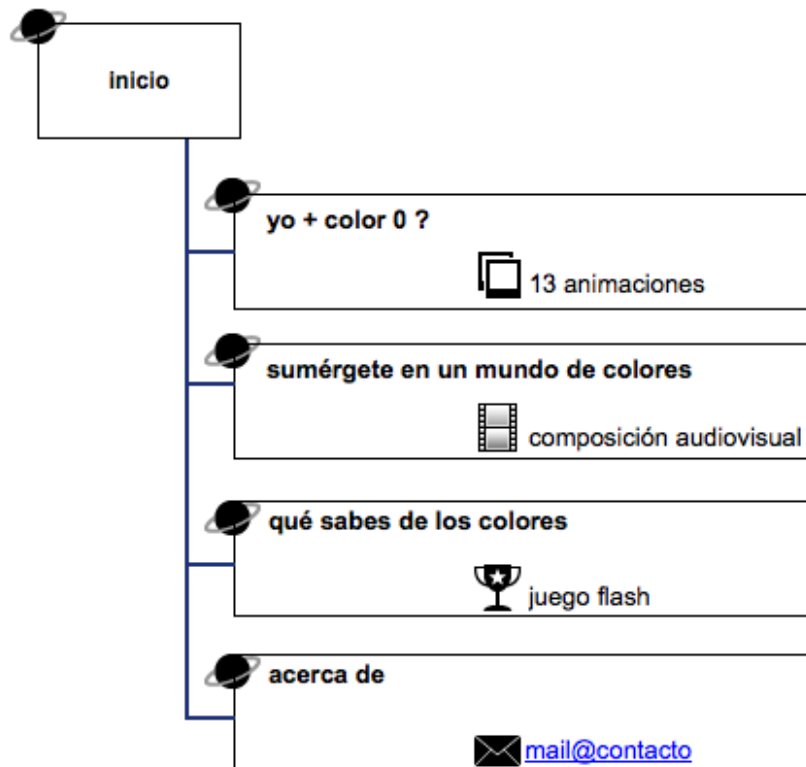 inicio
yo + color 0 ?
13 animaciones
sumérgete en un mundo de colores
composición audiovisual
qué sabes de los colores
juego flash
acerca de
mail@contacto